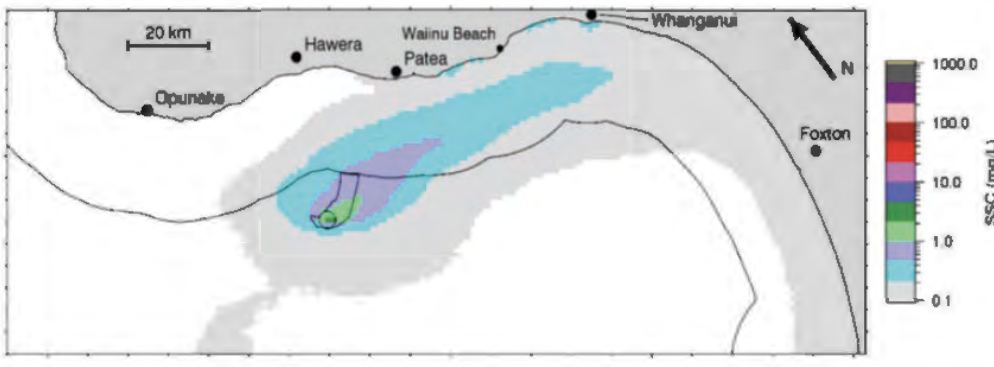 Whanganui
20 km
Waiinu Beach
Hawera
Patea
N
Opunake
Foxton
1000.0
100.0
10.0
1.0
0.1
SSC (mg/L)